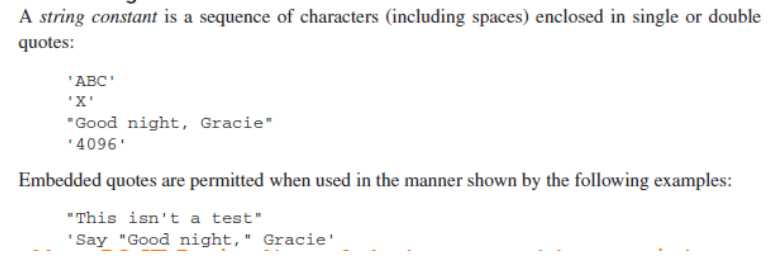 A string constant is a sequence of characters (including spaces) enclosed in single or double
quotes:
'ABC'
'X'
"Good night, Gracie"
'4096'
Embedded quotes are permitted when used in the manner shown by the following examples:
"This isn't a test"
'Say "Good night," Gracie'